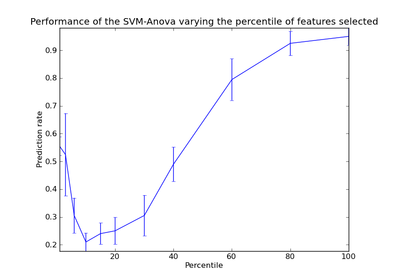 Performance of the SVM-Anova varying the percentile of features selected
0.9
0.8
0.7
0.6
0.5
0.4
0.3
0.2
Prediction rate
20 40 60 80 100
Percentile